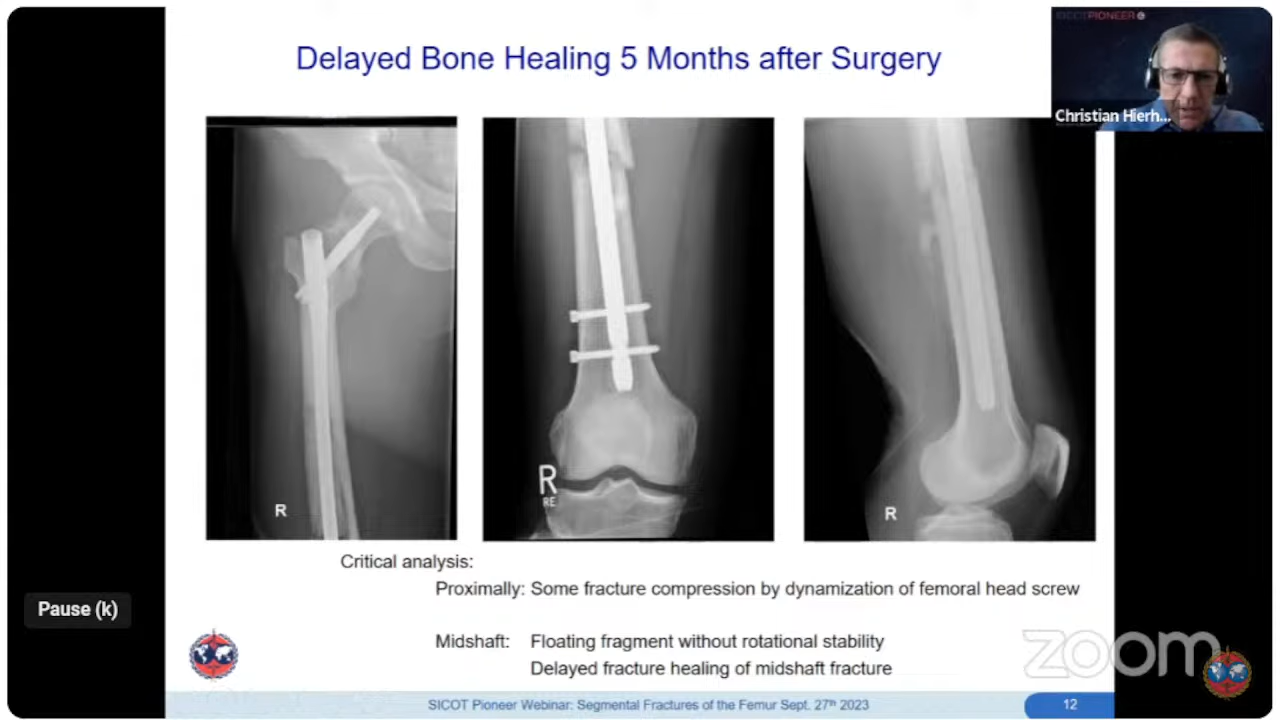 Delayed Bone Healing 5 Months after Surgery
SICOT PIONEER
Christian Hierh...
R
R
RE
R
Critical analysis:
Proximally: Some fracture compression by dynamization of femoral head screw
Pause (k)
Midshaft: Floating fragment without rotational stability
Delayed fracture healing of midshaft fracture
zoom
SICOT Pioneer Webinar: Segmental Fractures of the Femur Sept. 27th 2023
12